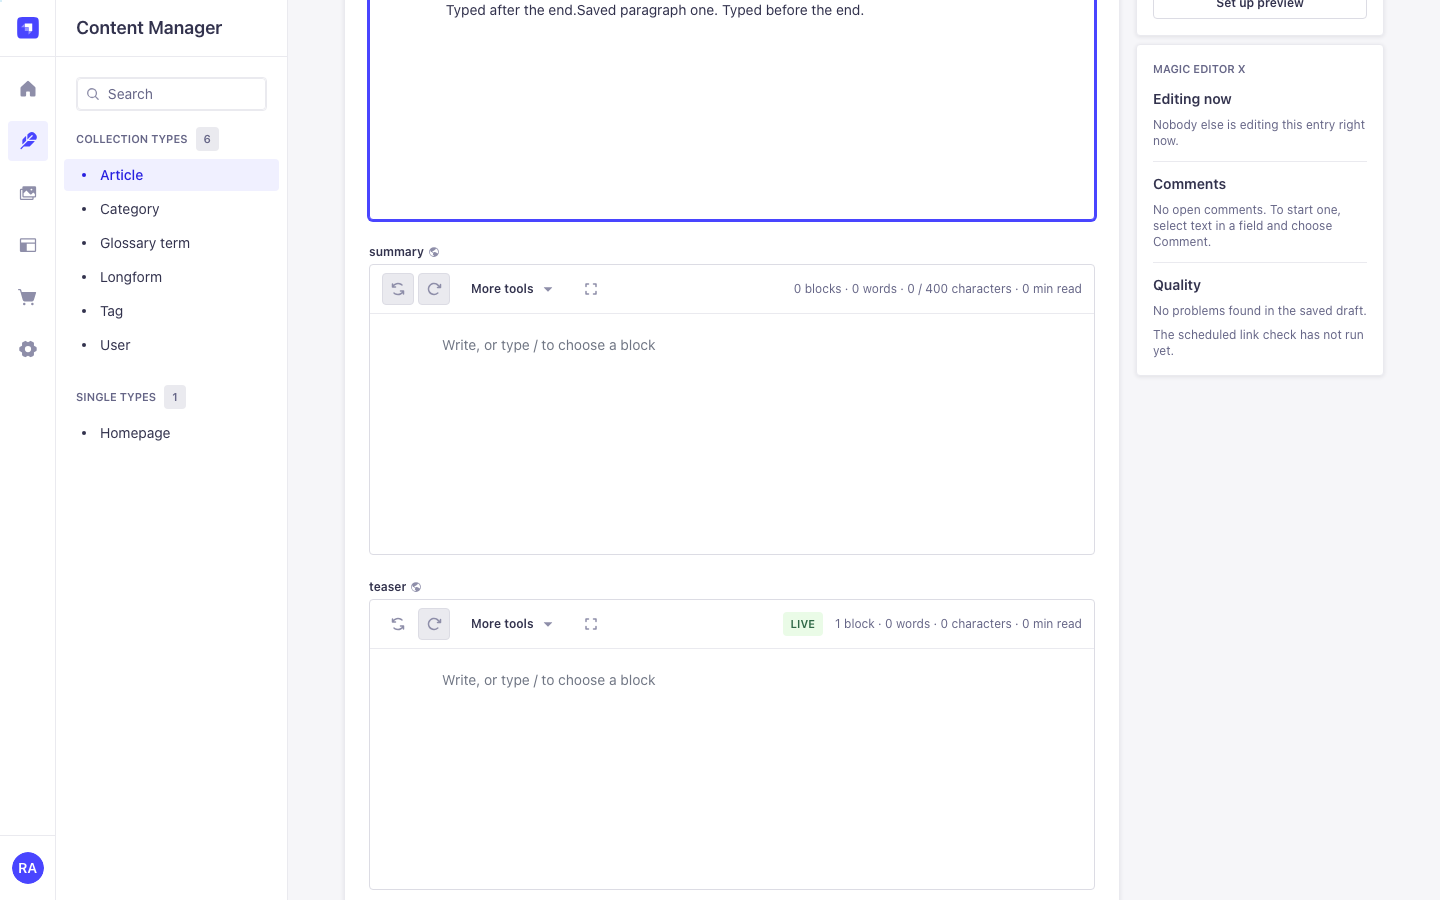 Content Manager
Search
COLLECTION TYPES 6
Article
Category
Glossary term
Longform
Tag
User
SINGLE TYPES 1
Homepage
RA
Typed after the end.Saved paragraph one. Typed before the end.
summary
More tools
0 blocks · 0 words · 0 / 400 characters · 0 min read
Write, or type / to choose a block
teaser
More tools
LIVE
1 block · 0 words · 0 characters · 0 min read
Write, or type / to choose a block
Set up preview
MAGIC EDITOR X
Editing now
Nobody else is editing this entry right
now.
Comments
No open comments. To start one,
select text in a field and choose
Comment.
Quality
No problems found in the saved draft.
The scheduled link check has not run
yet.